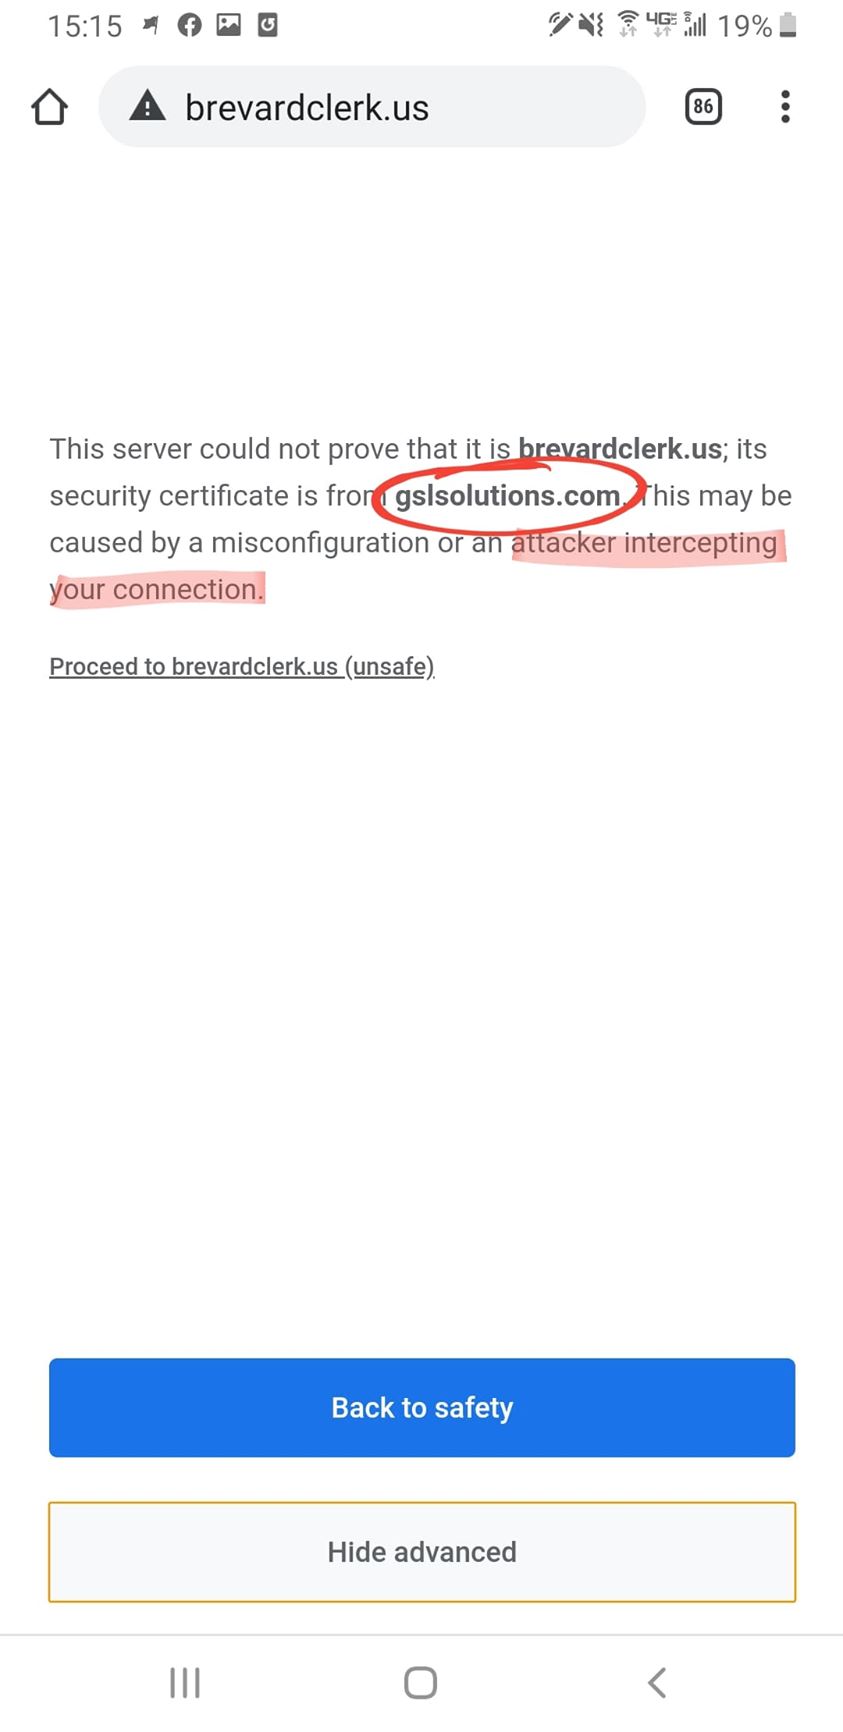 15:15 4GE 19%
brevardclerk.us 86
This server could not prove that it is brevardclerk.us; its
security certificate is from gslsolutions.com. This may be
caused by a misconfiguration or an attacker intercepting
your connection.
Proceed to brevardclerk.us (unsafe)
Back to safety
Hide advanced